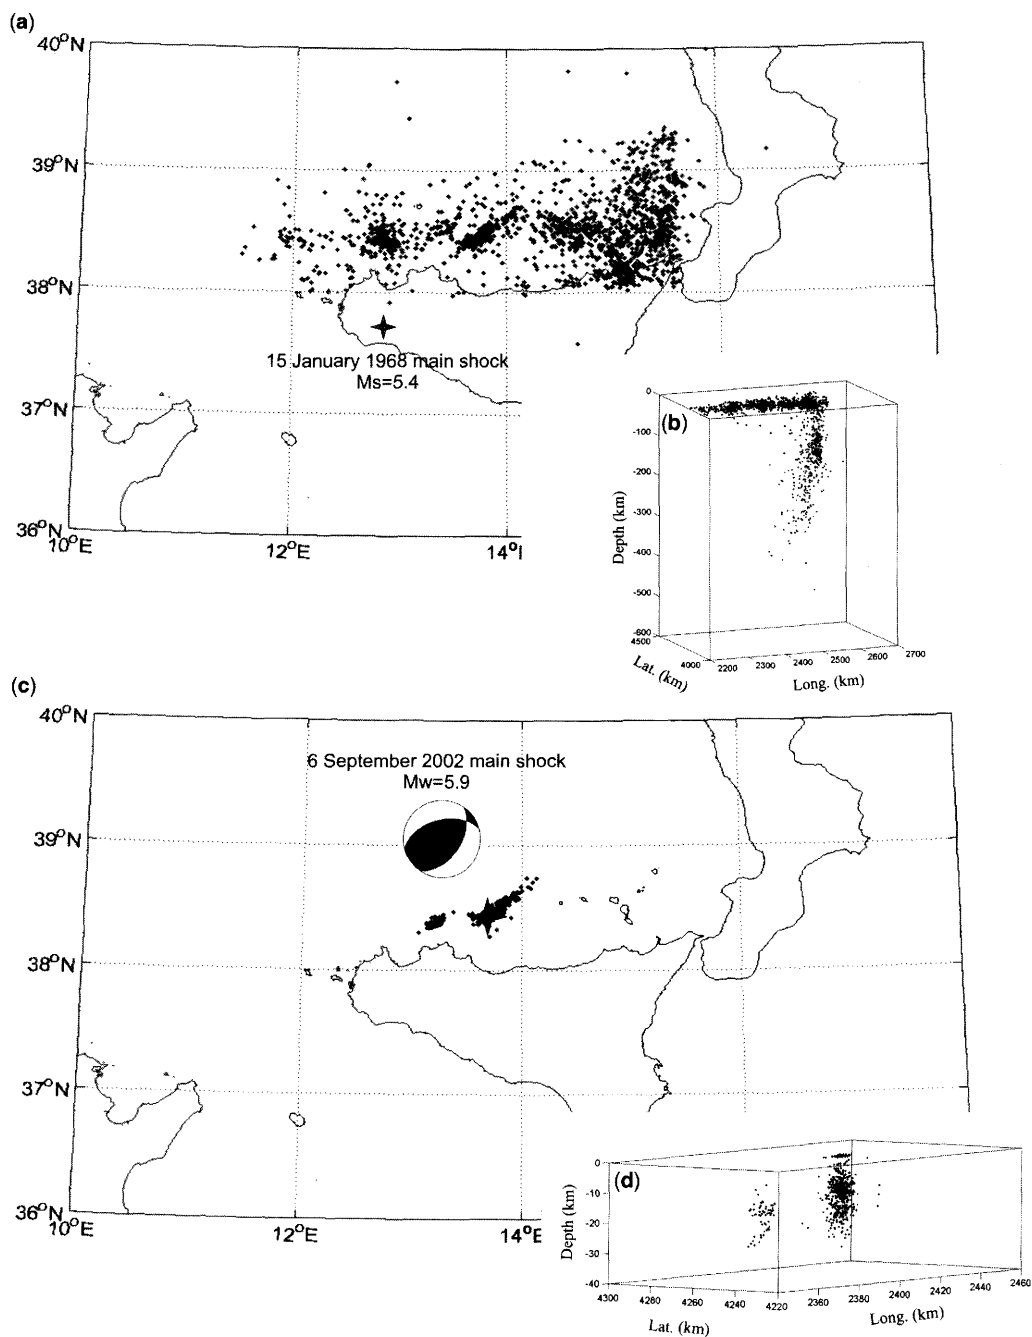 (a)
40°N
39°N
38°N
15 January 1968 main shock
Ms=5.4
37°N
36°N
10°E
12°E
14°I
(b)
0
-100
-200
-300
-400
-500
-600
Depth (km)
4500
4000
Lat. (km)
2200
2300
2400
2500
2600
2700
Long. (km)
(c)
40°N
6 September 2002 main shock
Mw=5.9
39°N
38°N
37°N
36°N
10°E
12°E
14°E
(d)
0
-10
-20
-30
-40
Depth (km)
4300
4280
4260
4240
4220
Lat. (km)
2360
2380
2400
2420
2440
2460
Long. (km)